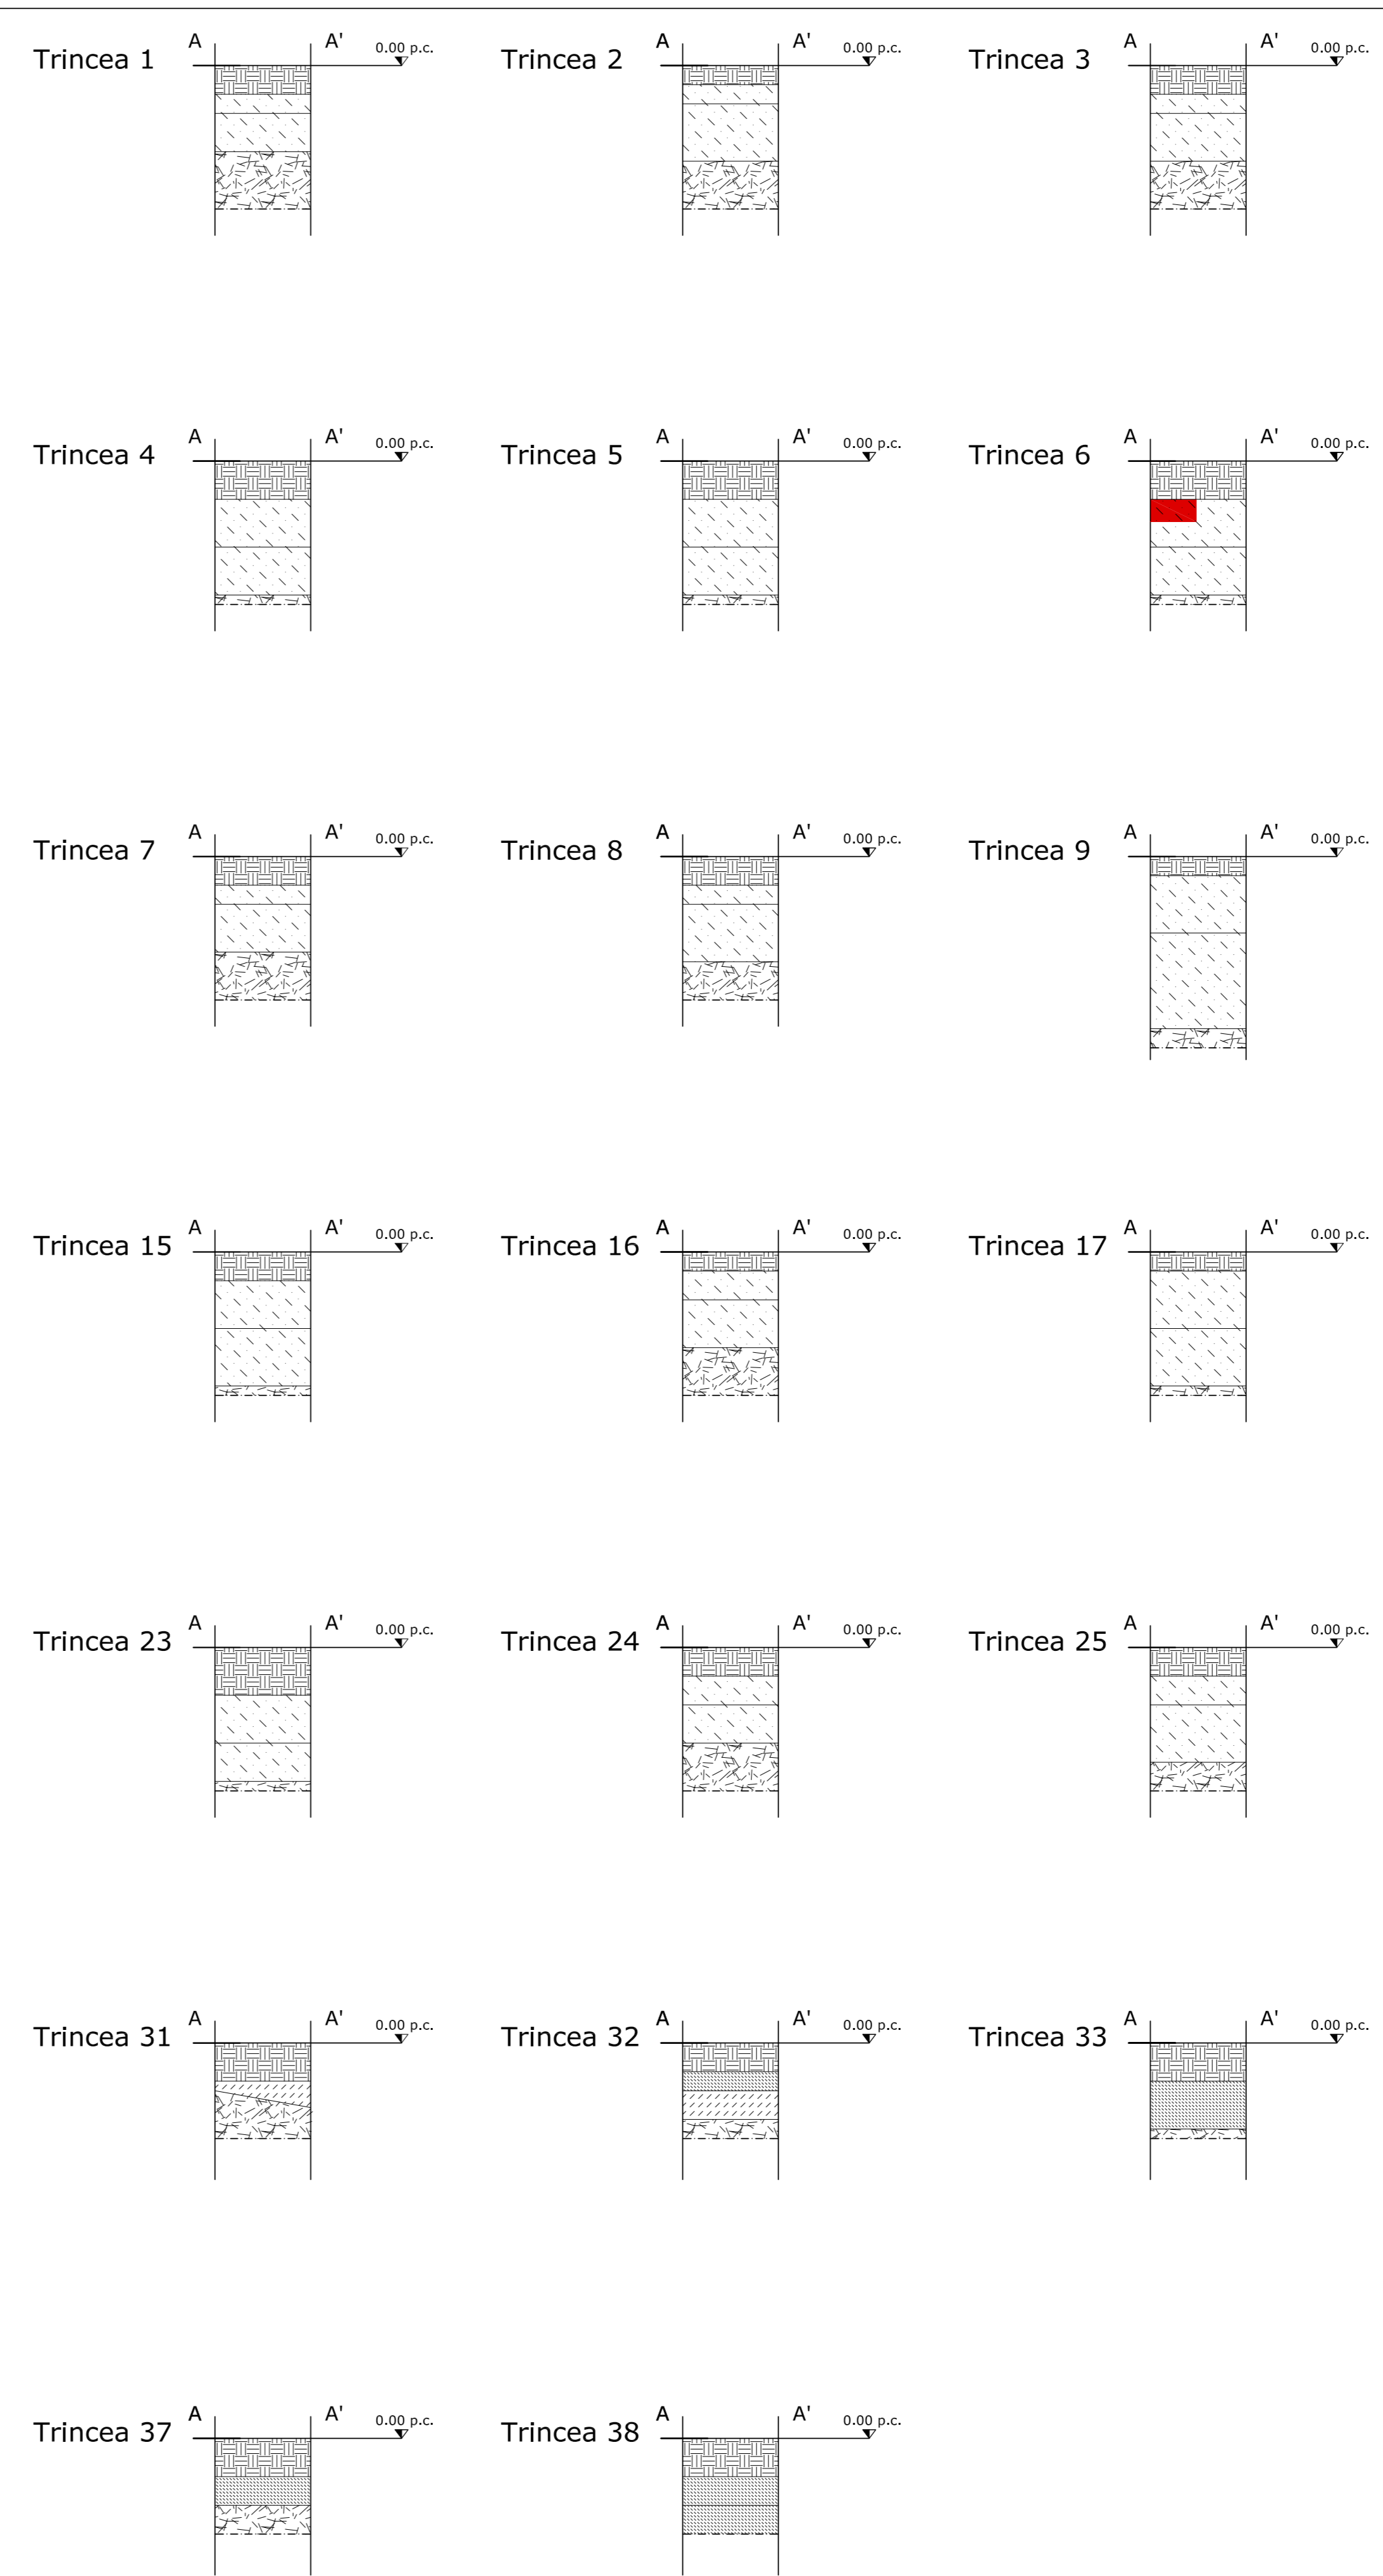 Trincea 1 A A' 0.00 p.c. Trincea 2 A A' 0.00 p.c. Trincea 3 A A' 0.00 p.c.
Trincea 4 A A' 0.00 p.c. Trincea 5 A A' 0.00 p.c. Trincea 6 A A' 0.00 p.c.
Trincea 7 A A' 0.00 p.c. Trincea 8 A A' 0.00 p.c. Trincea 9 A A' 0.00 p.c.
Trincea 15 A A' 0.00 p.c. Trincea 16 A A' 0.00 p.c. Trincea 17 A A' 0.00 p.c.
Trincea 23 A A' 0.00 p.c. Trincea 24 A A' 0.00 p.c. Trincea 25 A A' 0.00 p.c.
Trincea 31 A A' 0.00 p.c. Trincea 32 A A' 0.00 p.c. Trincea 33 A A' 0.00 p.c.
Trincea 37 A A' 0.00 p.c. Trincea 38 A A' 0.00 p.c.